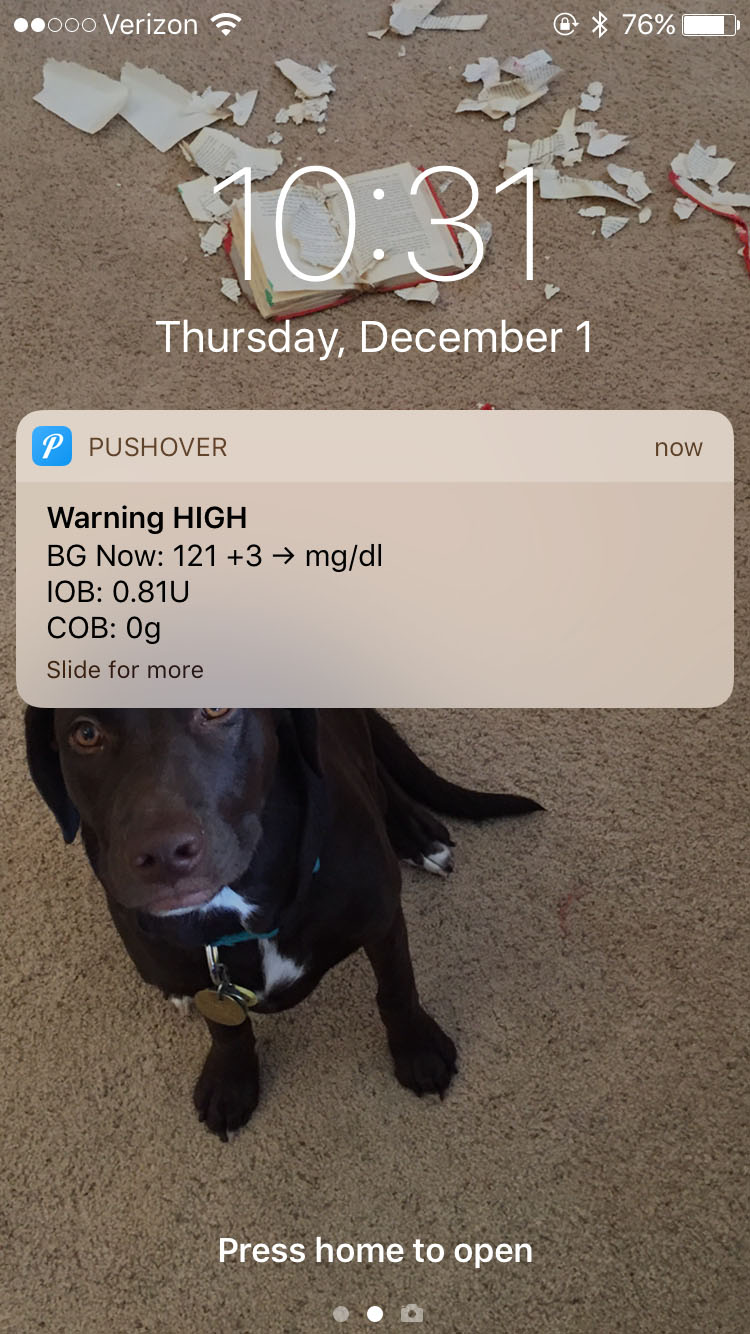 Verizon 76%
10:31
Thursday, December 1
PUSHOVER now
Warning HIGH
BG Now: 121 +3 → mg/dl
IOB: 0.81U
COB: 0g
Slide for more
Press home to open